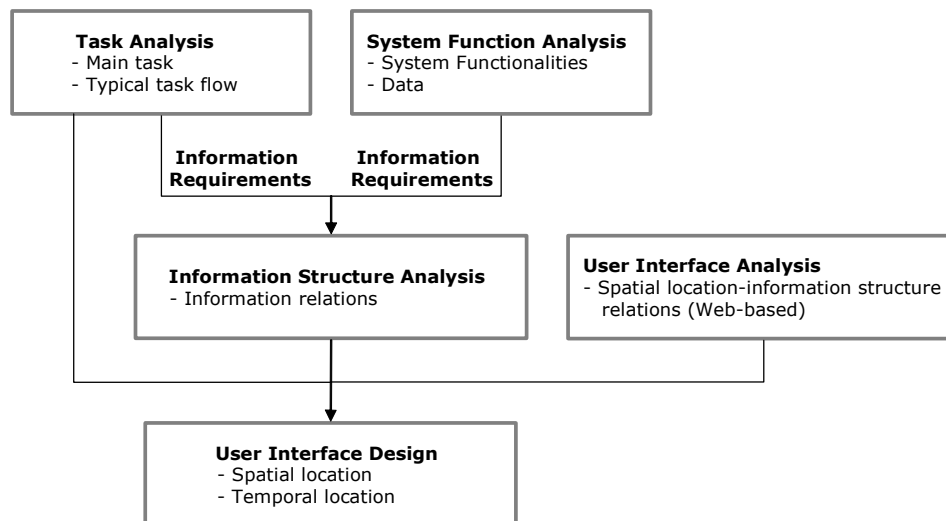 Task Analysis
- Main task
- Typical task flow
System Function Analysis
- System Functionalities
- Data
Information
Requirements
Information
Requirements
Information Structure Analysis
- Information relations
User Interface Analysis
- Spatial location-information structure
relations (Web-based)
User Interface Design
- Spatial location
- Temporal location